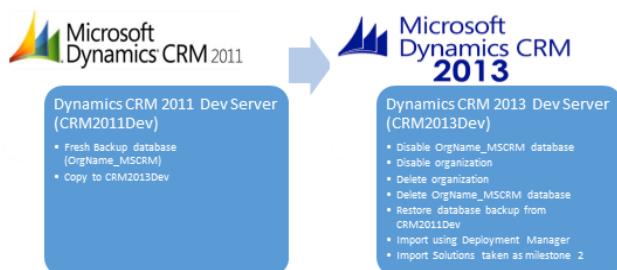 Microsoft
Dynamics CRM 2011
Microsoft
Dynamics CRM
2013
Dynamics CRM 2011 Dev Server
(CRM2011Dev)
▪ Fresh Backup database
(OrgName_MSCRM)
▪ Copy to CRM2013Dev
Dynamics CRM 2013 Dev Server
(CRM2013Dev)
▪ Disable OrgName_MSCRM database
▪ Disable organization
▪ Delete organization
▪ Delete OrgName_MSCRM database
▪ Restore database backup from
CRM2011Dev
▪ Import using Deployment Manager
▪ Import Solutions taken as milestone 2